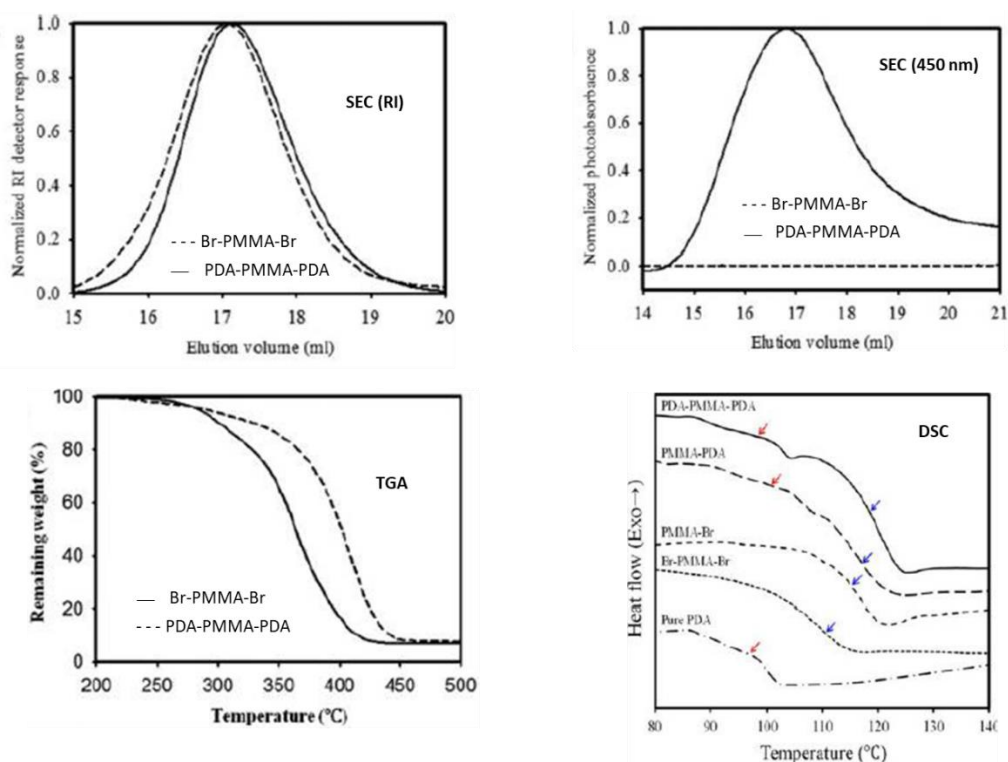 Normalized RI detector response
1.0
0.8
0.6
0.4
0.2
0.0
SEC (RI)
Br-PMMA-Br
PDA-PMMA-PDA
15 16 17 18 19 20
Elution volume (ml)
Normalized photoabsorbaence
1.0
0.8
0.6
0.4
0.2
0.0
SEC (450 nm)
Br-PMMA-Br
PDA-PMMA-PDA
14 15 16 17 18 19 20 21
Elution volume (ml)
Remaining weight (%)
100
80
60
40
20
0
TGA
Br-PMMA-Br
PDA-PMMA-PDA
200 250 300 350 400 450 500
Temperature (℃)
Heat flow (Exo→)
PDA-PMMA-PDA
DSC
PMMA-PDA
PMMA-Br
Br-PMMA-Br
Pure PDA
80 90 100 110 120 130 140
Temperature (℃)